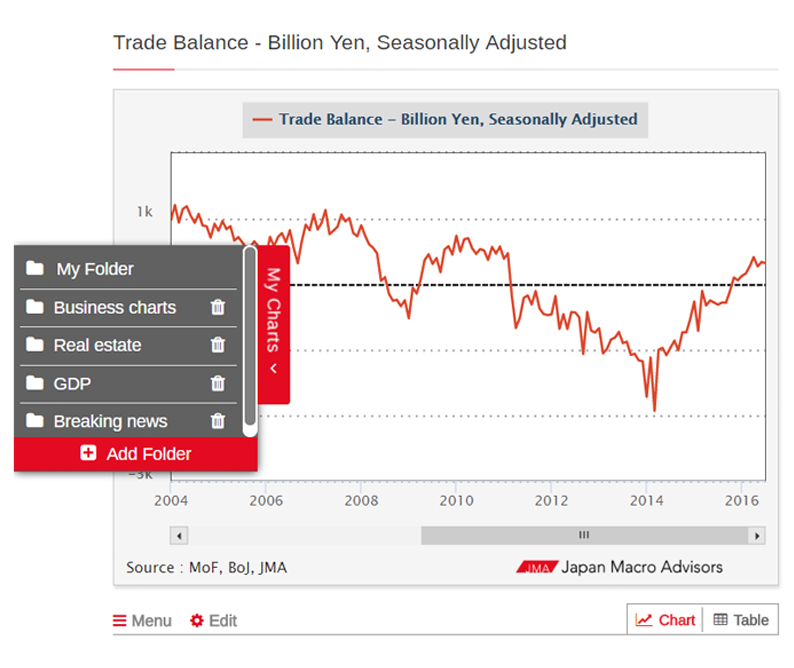 Trade Balance - Billion Yen, Seasonally Adjusted
Trade Balance – Billion Yen, Seasonally Adjusted
1k
My Folder
Business charts
Real estate
GDP
Breaking news
Add Folder
My Charts
-3k
2004 2006 2008 2010 2012 2014 2016
Source : MoF, BoJ, JMA
JMA Japan Macro Advisors
Menu Edit Chart Table